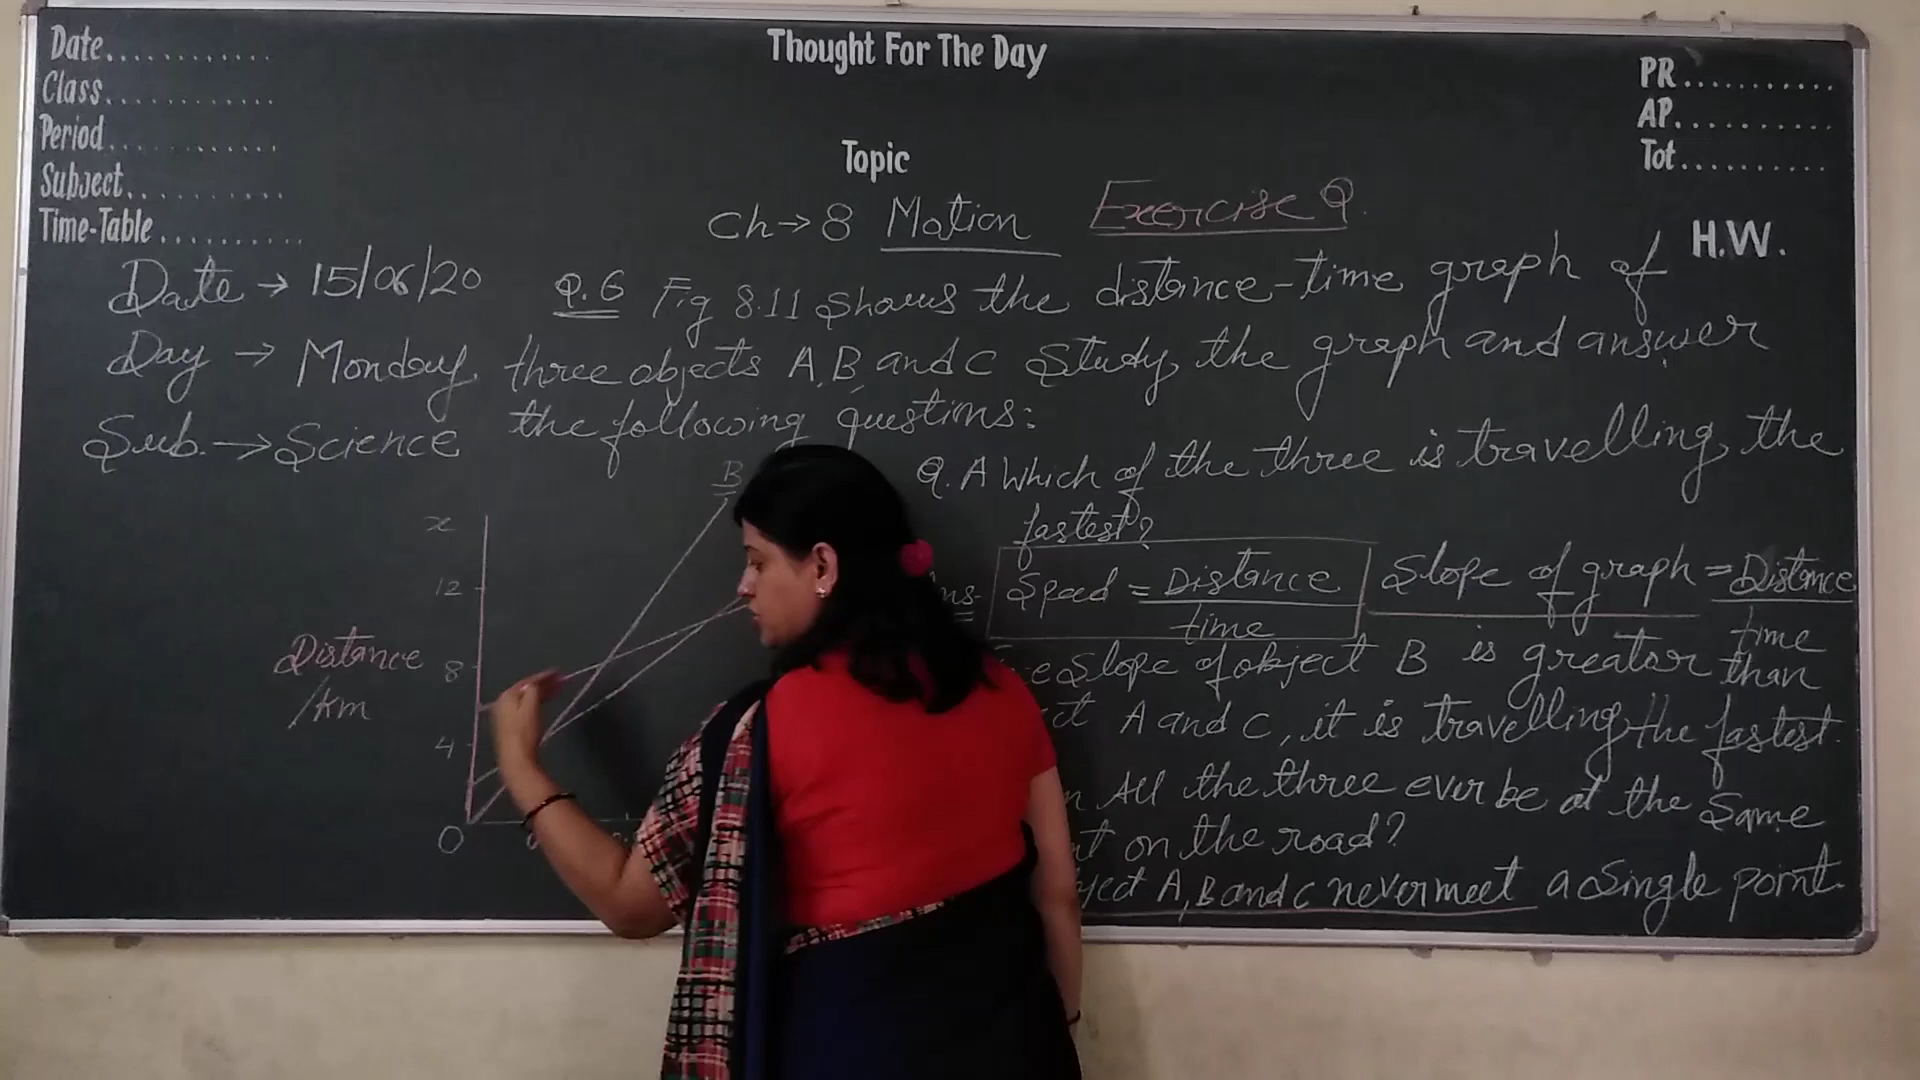 Thought For The Day
Date............
Class............
Period............
Subject...........
Time-Table..........
PR...........
AP...........
Tot..........
Topic
Ch→8 Motion Exercise Q.
H.W.
Date → 15/06/20
Day → Monday
Sub. → Science
Q.6 Fig 8.11 shows the distance-time graph of
three objects A, B, and C Study the graph and answer
the following questions:
B
x
12
8
4
0
Distance
/km
Q. A Which of the three is travelling the
fastest?
Ans. Speed = Distance
time
Slope of graph = Distance
time
Slope of object B is greater than
A and C, it is travelling the fastest.
All the three ever be at the same
on the road?
A, B and C never meet a single point.